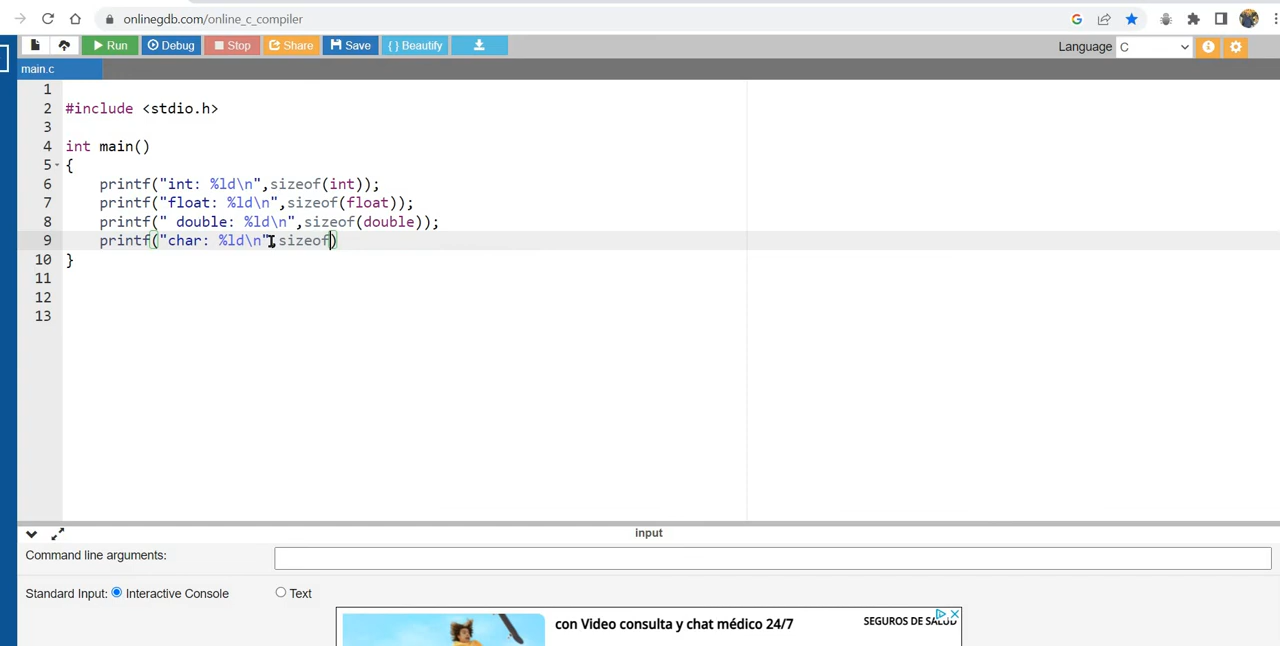 onlinegdb.com/online_c_compiler
Run Debug Stop Share Save { } Beautify Language C
main.c
1
2 #include <stdio.h>
3
4 int main()
5 {
6 printf("int: %ld\n",sizeof(int));
7 printf("float: %ld\n",sizeof(float));
8 printf(" double: %ld\n",sizeof(double));
9 printf("char: %ld\n",sizeof)
10 }
11
12
13
input
Command line arguments:
Standard Input: Interactive Console Text
con Video consulta y chat médico 24/7 SEGUROS DE SALUD